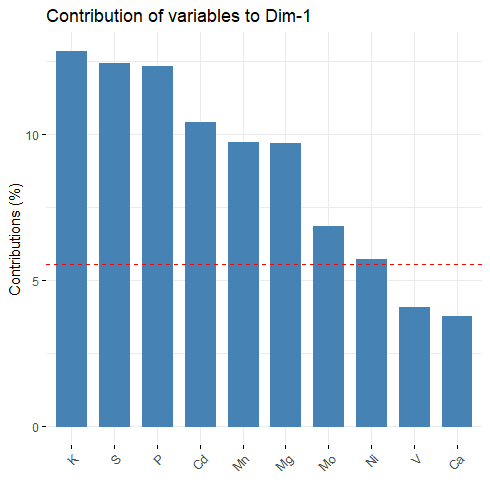 Contribution of variables to Dim-1
Contributions (%)
10
5
0
K S P Cd Mn Mg Mo Ni V Ca